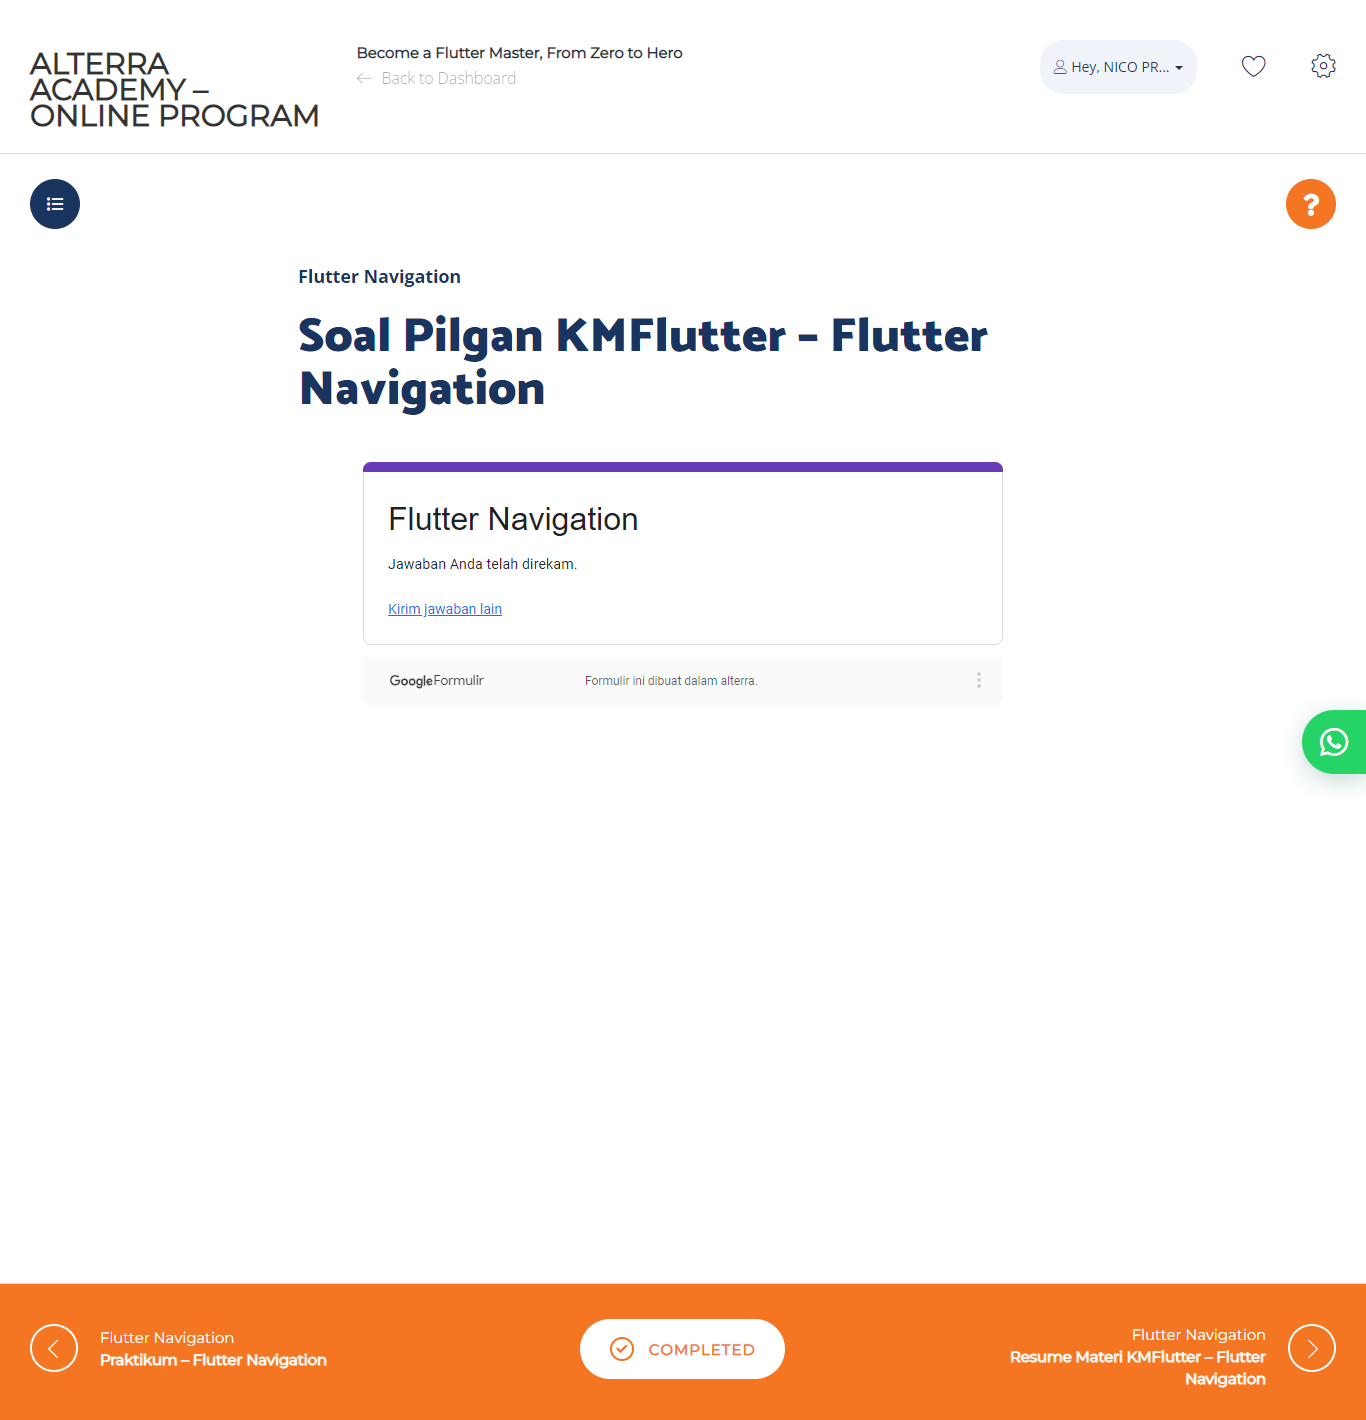 ALTERRA
ACADEMY –
ONLINE PROGRAM
Become a Flutter Master, From Zero to Hero
Back to Dashboard
Hey, NICO PR...
Flutter Navigation
Soal Pilgan KMFlutter – Flutter
Navigation
Flutter Navigation
Jawaban Anda telah direkam.
Kirim jawaban lain
Google Formulir
Formulir ini dibuat dalam alterra.
Flutter Navigation
Praktikum – Flutter Navigation
COMPLETED
Flutter Navigation
Resume Materi KMFlutter – Flutter
Navigation